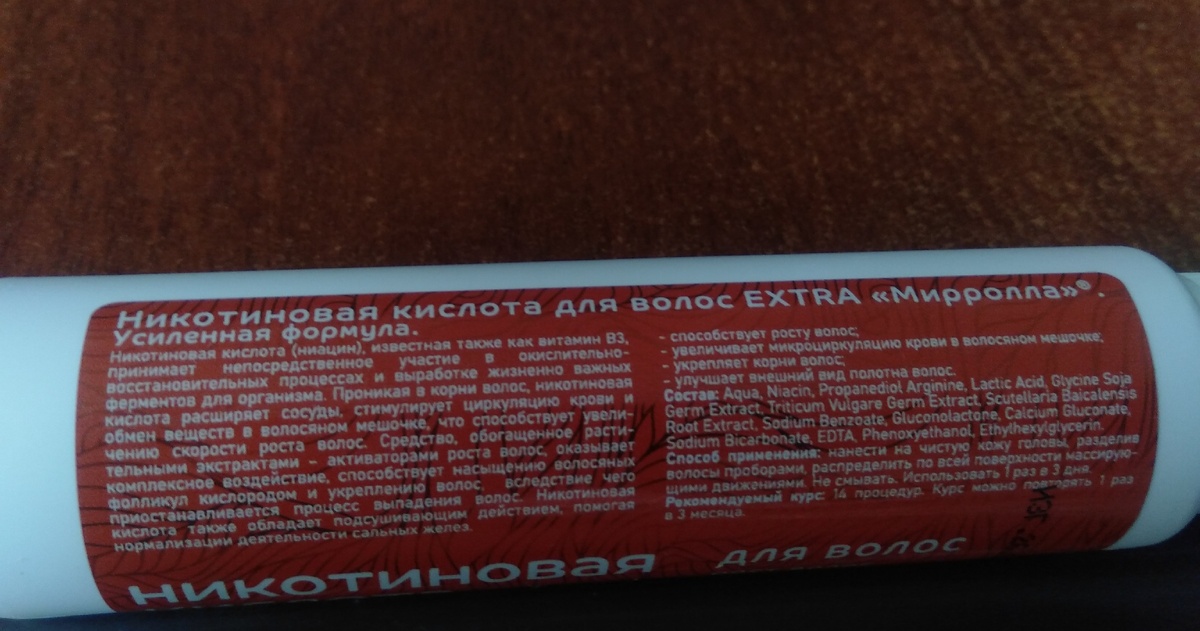 Никотиновая кислота для волос EXTRA «Мирролла»®.
Усиленная формула.
Никотиновая кислота (ниацин), известная также как витамин В3,
принимает непосредственное участие в окислительно-
восстановительных процессах и выработке жизненно важных
ферментов для организма. Проникая в корни волос, никотиновая
кислота расширяет сосуды, стимулирует циркуляцию крови и
обмен веществ в волосяном мешочке, что способствует увели-
чению скорости роста волос. Средство, обогащенное расти-
тельными экстрактами – активаторами роста волос, оказывает
комплексное воздействие, способствует насыщению волосяных
фолликул кислородом и укреплению волос, вследствие чего
приостанавливается процесс выпадения волос. Никотиновая
кислота также обладает подсушивающим действием, помогая
нормализации деятельности сальных желез.
- способствует росту волос;
- увеличивает микроциркуляцию крови в волосяном мешочке;
- укрепляет корни волос;
- улучшает внешний вид полотна волос.
Состав: Aqua, Niacin, Propanediol Arginine, Lactic Acid, Glycine Soja
Germ Extract, Triticum Vulgare Germ Extract, Scutellaria Baicalensis
Root Extract, Sodium Benzoate, Gluconolactone, Calcium Gluconate,
Sodium Bicarbonate, EDTA, Phenoxyethanol, Ethylhexylglycerin.
Способ применения: нанести на чистую кожу головы, разделив
волосы проборами, распределить по всей поверхности массирую-
щими движениями. Не смывать. Использовать 1 раз в 3 дня.
Рекомендуемый курс: 14 процедур. Курс можно повторять 1 раз
в 3 месяца.
никотиновая для волос